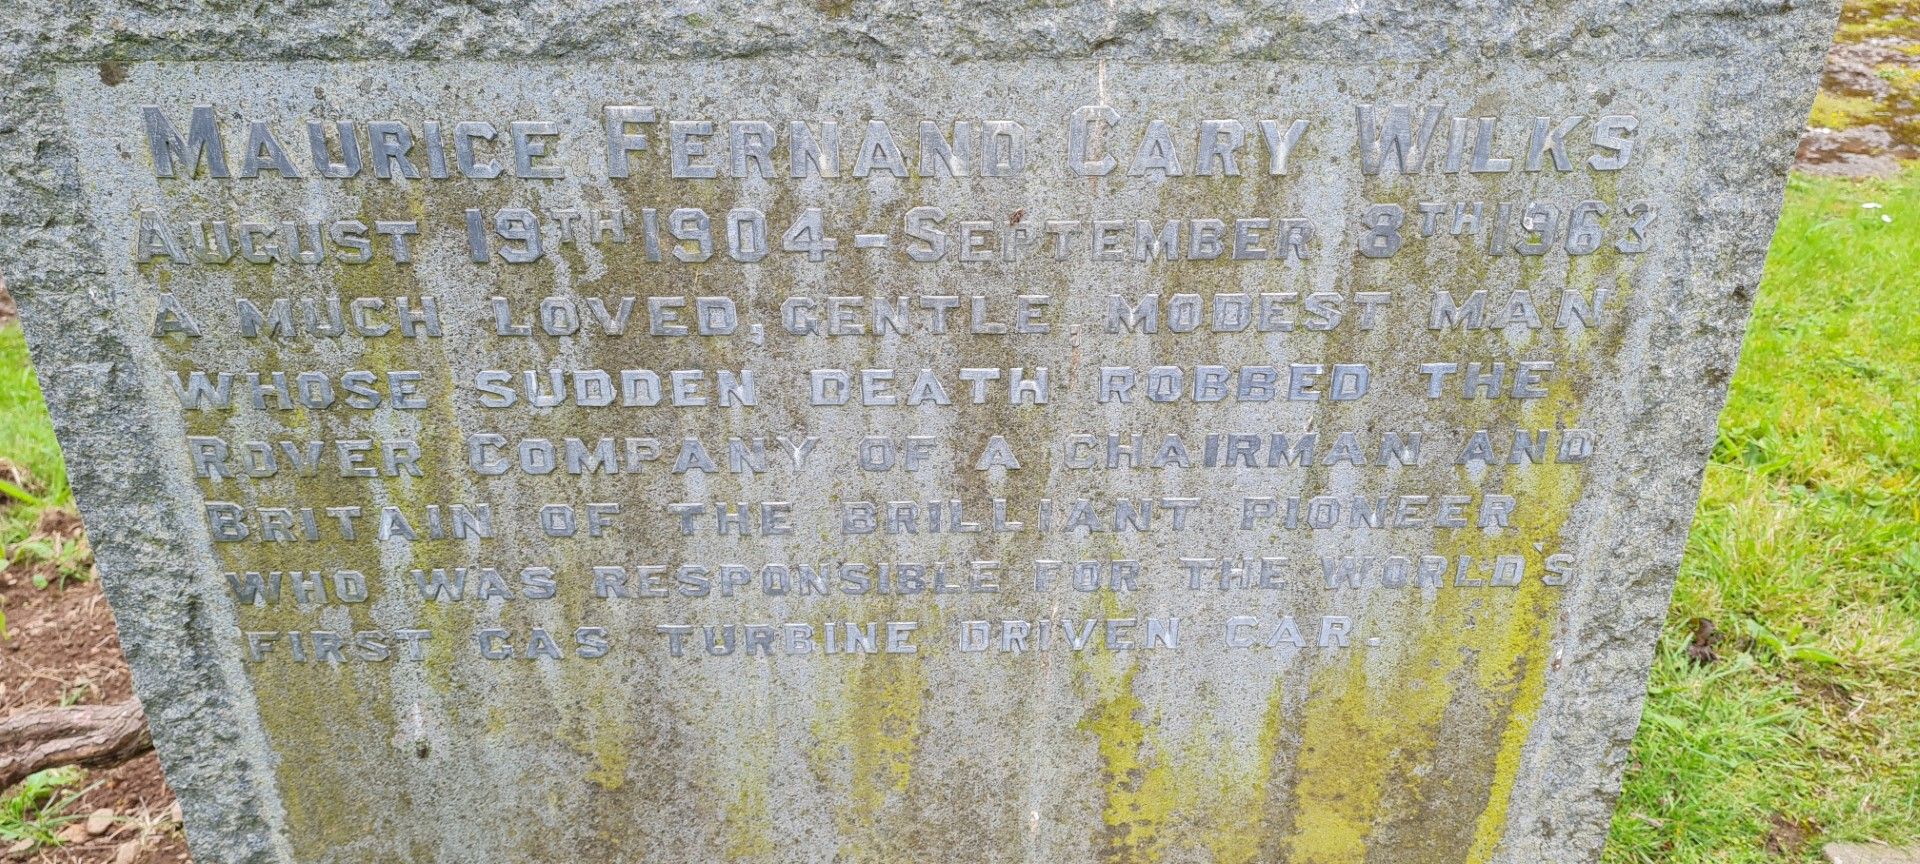 MAURICE FERNAND CARY WILKS
AUGUST 19TH 1904 - SEPTEMBER 8TH 1963
A MUCH LOVED, GENTLE MODEST MAN
WHOSE SUDDEN DEATH ROBBED THE
ROVER COMPANY OF A CHAIRMAN AND
BRITAIN OF THE BRILLIANT PIONEER
WHO WAS RESPONSIBLE FOR THE WORLD'S
FIRST GAS TURBINE DRIVEN CAR.